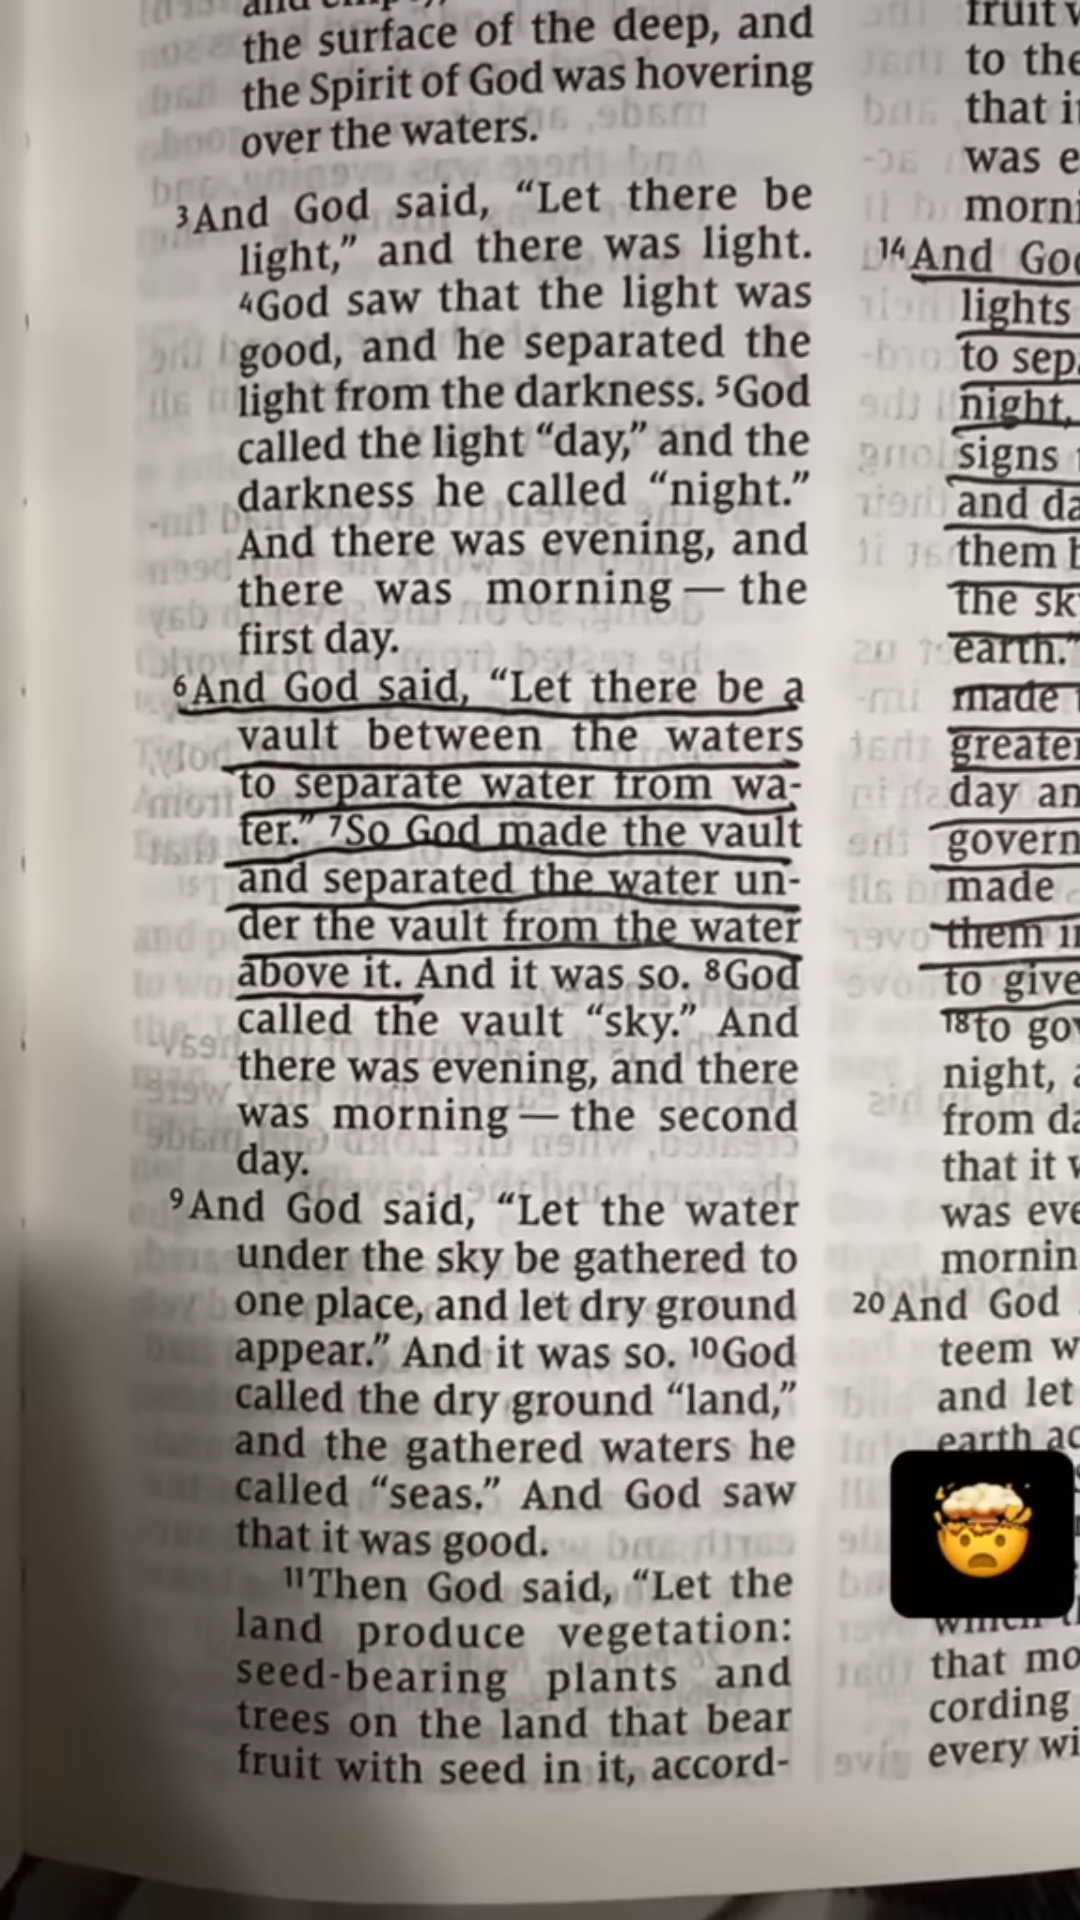 the surface of the deep, and
the Spirit of God was hovering
over the waters.
3And God said, “Let there be
light,” and there was light.
4God saw that the light was
good, and he separated the
light from the darkness. 5God
called the light “day,” and the
darkness he called “night.”
And there was evening, and
there was morning — the
first day.
6And God said, “Let there be a
vault between the waters
to separate water from wa-
ter.” 7So God made the vault
and separated the water un-
der the vault from the water
above it. And it was so. 8God
called the vault “sky.” And
there was evening, and there
was morning — the second
day.
9And God said, “Let the water
under the sky be gathered to
one place, and let dry ground
appear.” And it was so. 10God
called the dry ground “land,”
and the gathered waters he
called “seas.” And God saw
that it was good.
11Then God said, “Let the
land produce vegetation:
seed-bearing plants and
trees on the land that bear
fruit with seed in it, accord-
fruit
to the
that
was
14And
lights
to
night,
signs
and
them
the
earth.”
made
greater
day
govern
made
them
to give
18to
night,
from
that it
was
20And God
teem
and let
earth
which
that
cording
every